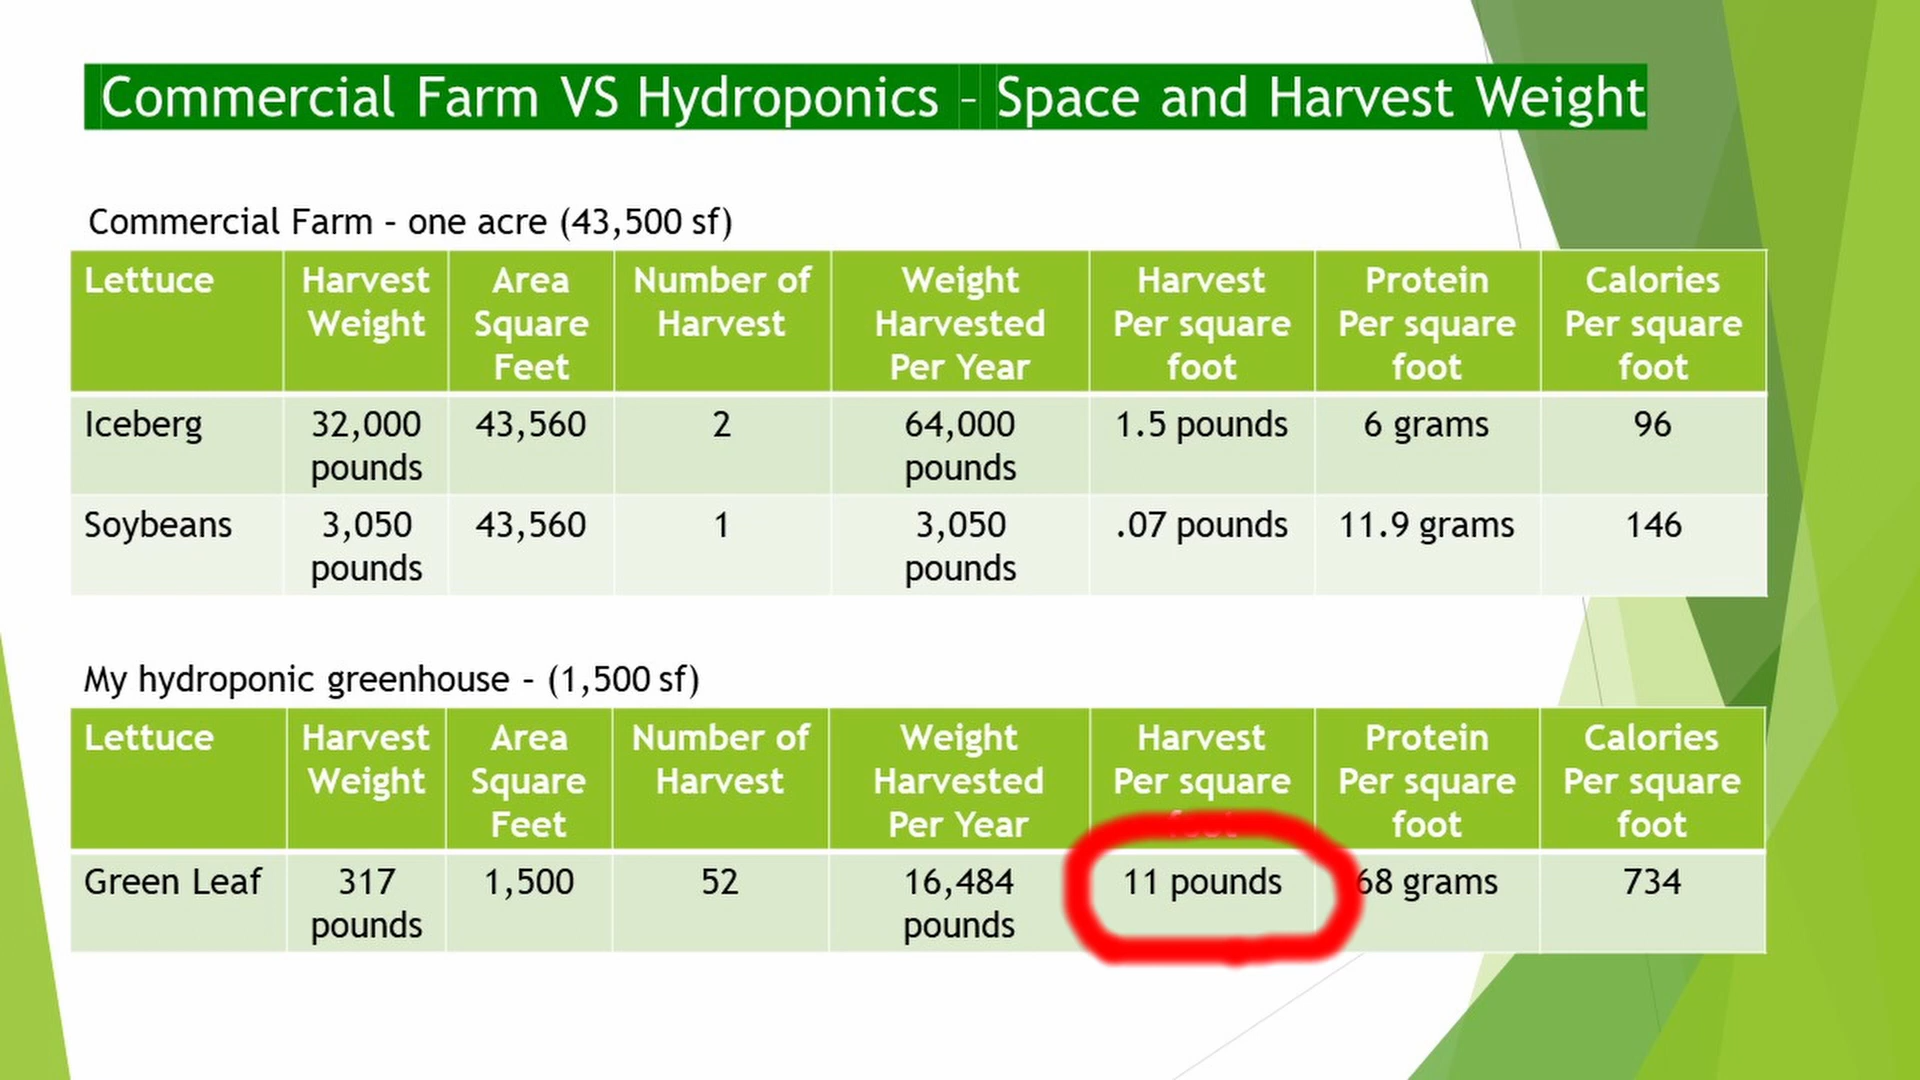 Commercial Farm VS Hydroponics – Space and Harvest Weight
Commercial Farm – one acre (43,500 sf)
Lettuce Harvest Weight Area Square Feet Number of Harvest Weight Harvested Per Year Harvest Per square foot Protein Per square foot Calories Per square foot
Iceberg 32,000 pounds 43,560 2 64,000 pounds 1.5 pounds 6 grams 96
Soybeans 3,050 pounds 43,560 1 3,050 pounds .07 pounds 11.9 grams 146
My hydroponic greenhouse – (1,500 sf)
Lettuce Harvest Weight Area Square Feet Number of Harvest Weight Harvested Per Year Harvest Per square foot Protein Per square foot Calories Per square foot
Green Leaf 317 pounds 1,500 52 16,484 pounds 11 pounds 68 grams 734